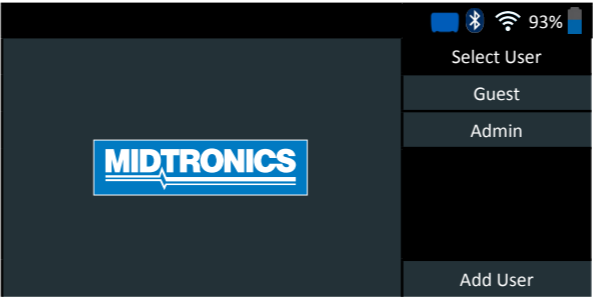 93%
Select User
Guest
Admin
MIDTRONICS
Add User